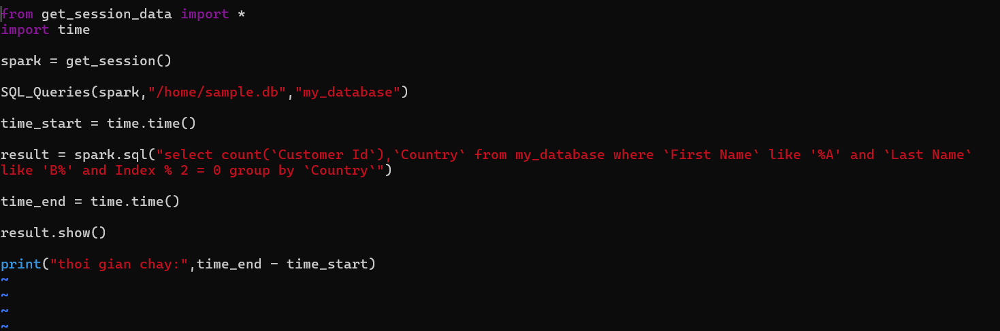 from get_session_data import *
import time
spark = get_session()
SQL_Queries(spark,"/home/sample.db","my_database")
time_start = time.time()
result = spark.sql("select count(`Customer Id`),`Country` from my_database where `First Name` like '%A' and `Last Name`
like 'B%' and Index % 2 = 0 group by `Country`")
time_end = time.time()
result.show()
print("thoi gian chay:",time_end - time_start)
~
~
~
~